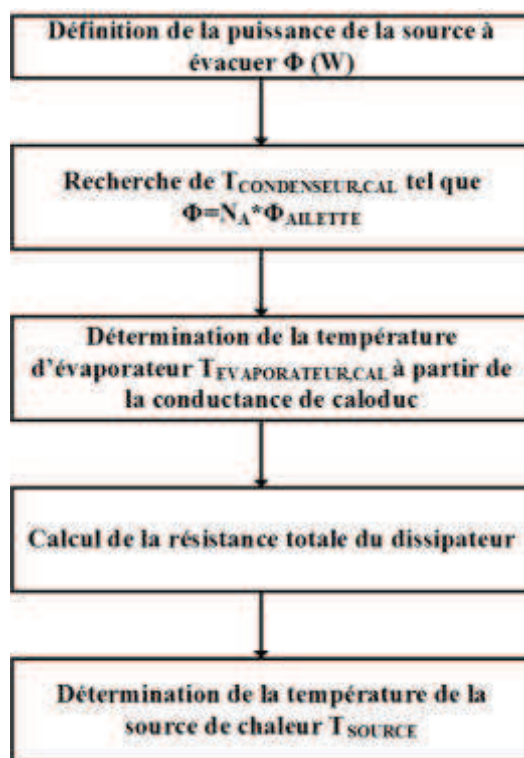 Définition de la puissance de la source à
évacuer Φ (W)
Recherche de TCONDENSEUR,CAL tel que
Φ=NA*ΦAILETTE
Détermination de la température
d'évaporateur TEVAPORATEUR,CAL à partir de
la conductance de caloduc
Calcul de la résistance totale du dissipateur
Détermination de la température de la
source de chaleur TSOURCE